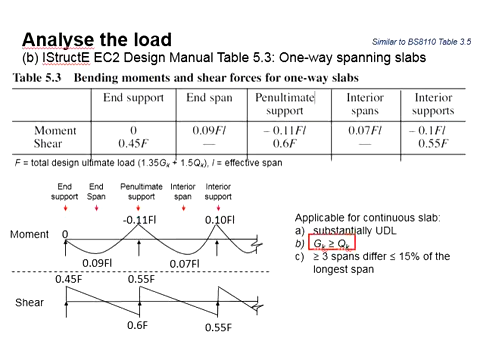 Analyse the load
Similar to BS8110 Table 3.5
(b) IStructE EC2 Design Manual Table 5.3: One-way spanning slabs
Table 5.3 Bending moments and shear forces for one-way slabs
End support End span Penultimate support Interior spans Interior supports
Moment 0 0.09Fl – 0.11Fl 0.07Fl – 0.1Fl
Shear 0.45F — 0.6F — 0.55F
F = total design ultimate load (1.35Gk + 1.5Qk), l = effective span
End support End Span Penultimate support Interior span Interior support
-0.11Fl 0.10Fl
Moment 0
0.09Fl 0.07Fl
0.45F 0.55F
Shear
0.6F 0.55F
Applicable for continuous slab:
a) substantially UDL
b) Gk ≥ Qk
c) ≥ 3 spans differ ≤ 15% of the
longest span